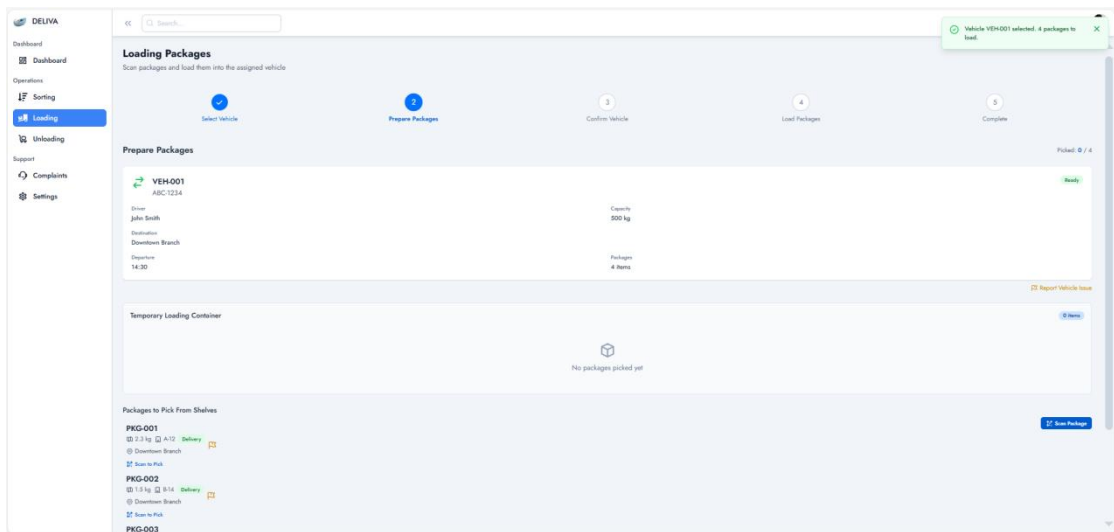 DELIVA
Search...
Vehicle VEH-001 selected. 4 packages to
load.
Dashboard
Dashboard
Operations
Sorting
Loading
Unloading
Support
Complaints
Settings
Loading Packages
Scan packages and load them into the assigned vehicle
Select Vehicle
2
Prepare Packages
3
Confirm Vehicle
4
Load Packages
5
Complete
Prepare Packages
Picked: 0 / 4
VEH-001
ABC-1234
Ready
Driver
John Smith
Capacity
500 kg
Destination
Downtown Branch
Departure
14:30
Packages
4 items
Report Vehicle Issue
Temporary Loading Container
0 items
No packages picked yet
Packages to Pick From Shelves
Scan Package
PKG-001
2.3 kg A-12 Delivery
Downtown Branch
Scan to Pick
PKG-002
1.5 kg B-14 Delivery
Downtown Branch
Scan to Pick
PKG-003